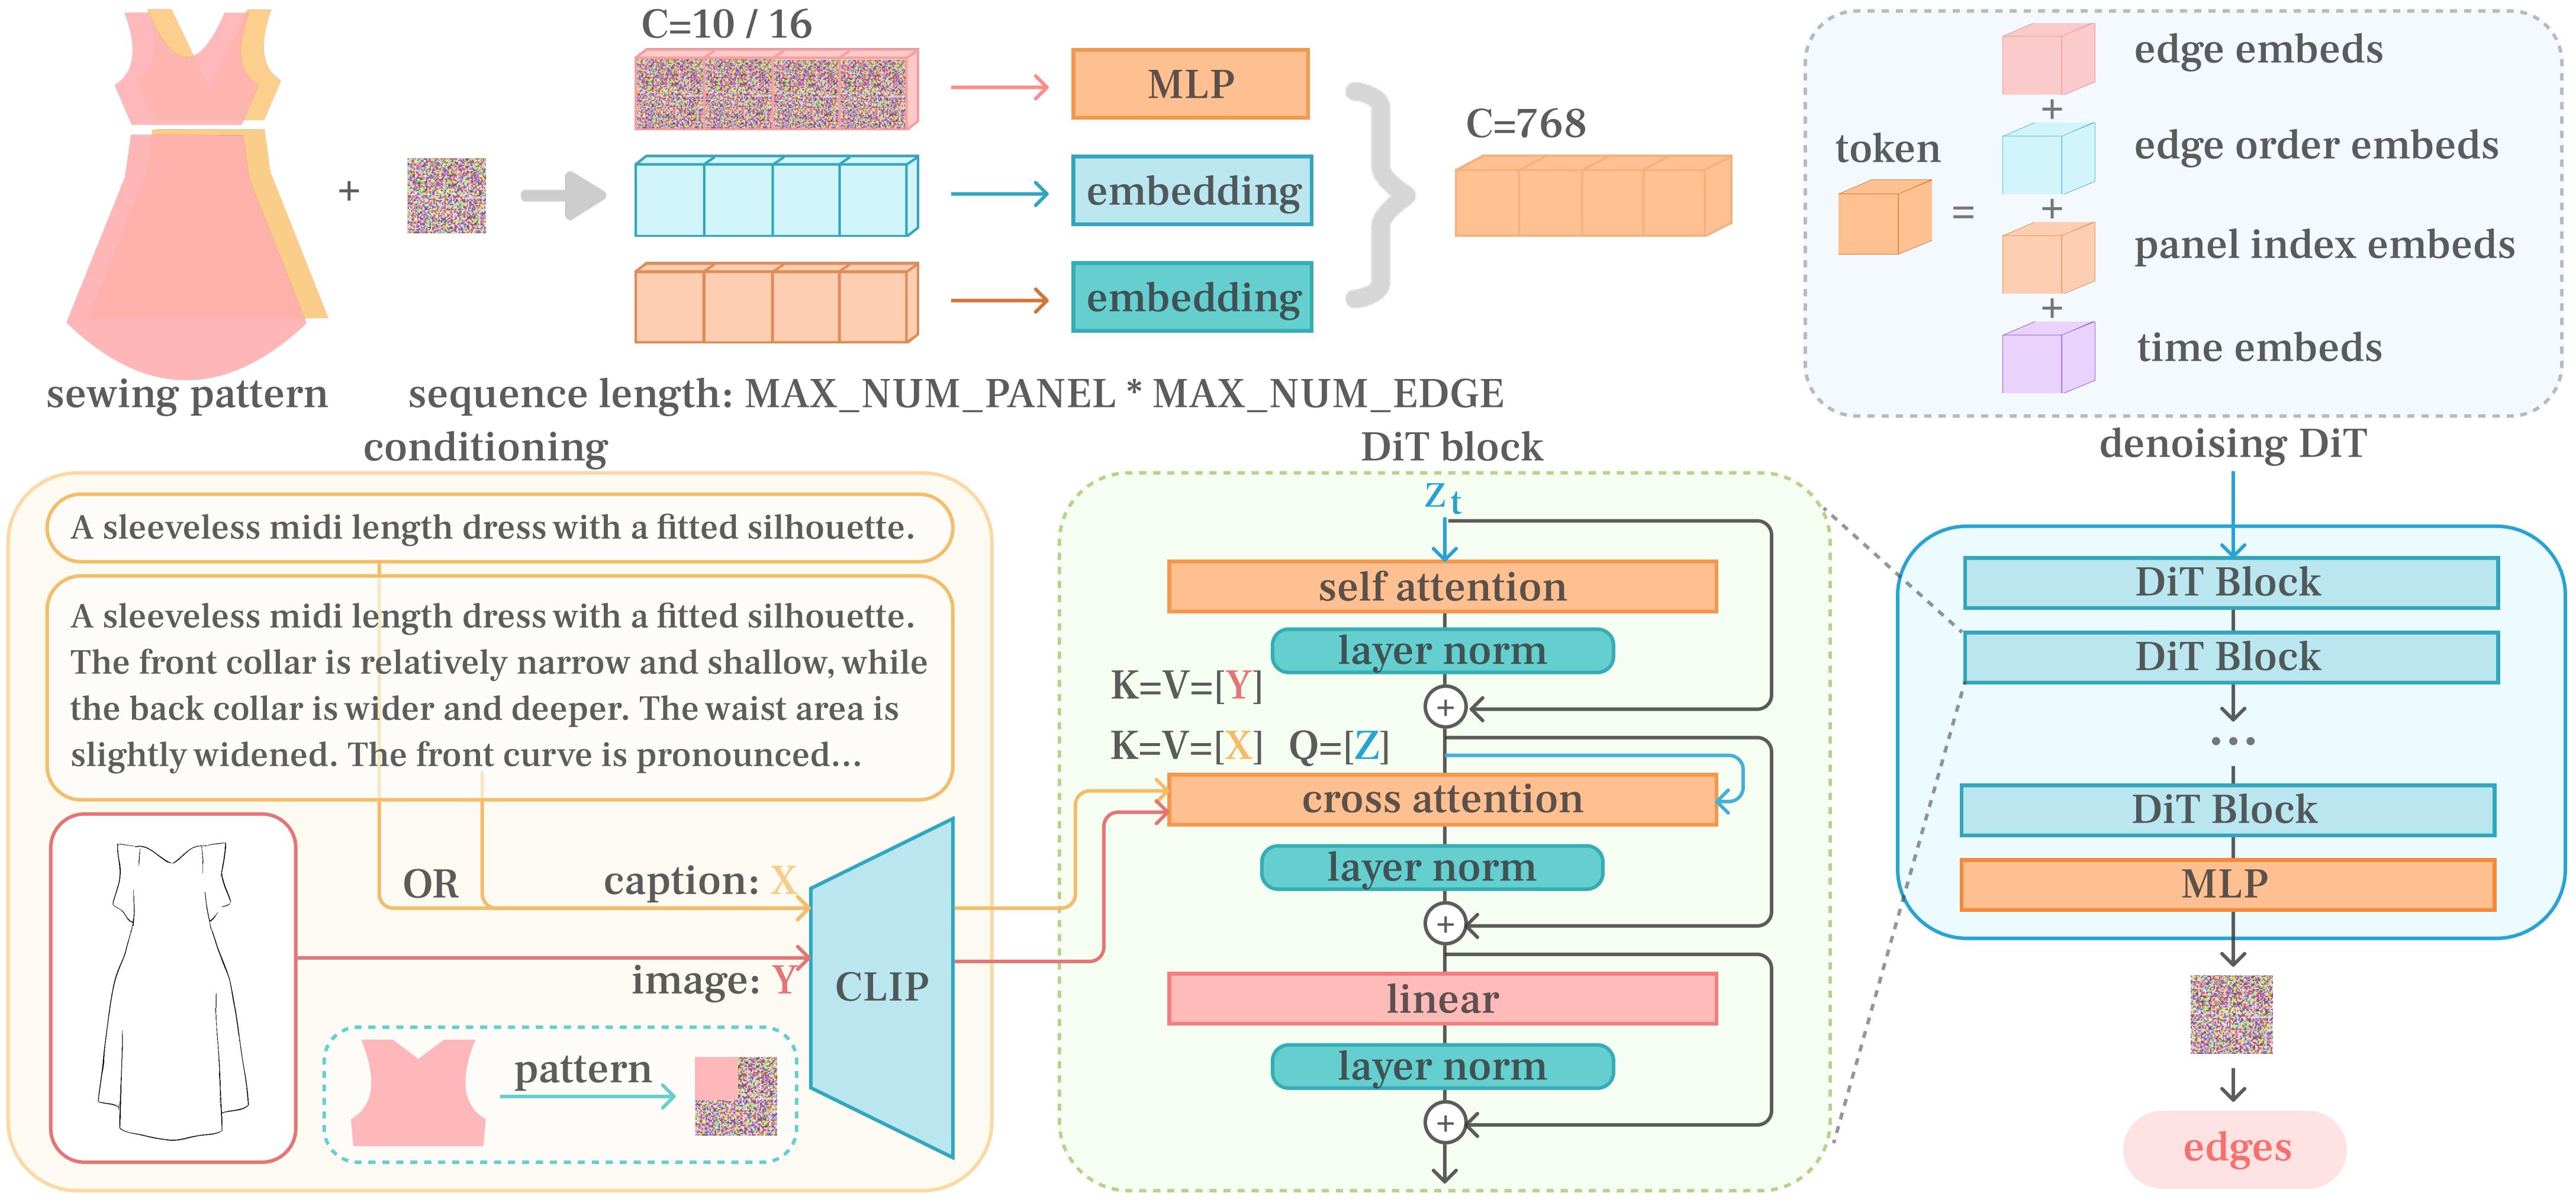 C=10 / 16
MLP
embedding
embedding
C=768
+
sewing pattern
sequence length: MAX_NUM_PANEL * MAX_NUM_EDGE
token
=
edge embeds
+
edge order embeds
+
panel index embeds
+
time embeds
conditioning
A sleeveless midi length dress with a fitted silhouette.
A sleeveless midi length dress with a fitted silhouette.
The front collar is relatively narrow and shallow, while
the back collar is wider and deeper. The waist area is
slightly widened. The front curve is pronounced...
OR
caption: X
image: Y
CLIP
pattern
DiT block
Zt
self attention
layer norm
K=V=[Y]
+
K=V=[X] Q=[Z]
cross attention
layer norm
+
linear
layer norm
+
denoising DiT
DiT Block
DiT Block
...
DiT Block
MLP
edges